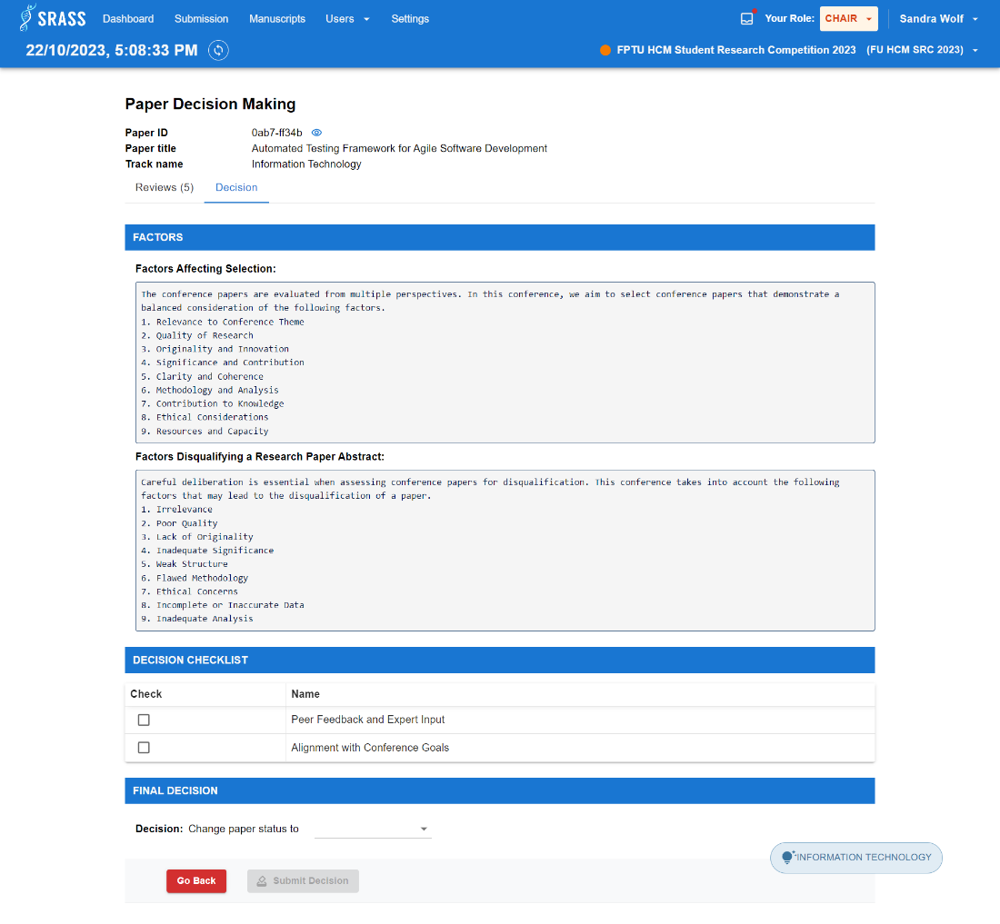 SRASS Dashboard Submission Manuscripts Users Settings Your Role: CHAIR Sandra Wolf
22/10/2023, 5:08:33 PM FPTU HCM Student Research Competition 2023 (FU HCM SRC 2023)
Paper Decision Making
Paper ID 0ab7-ff34b
Paper title Automated Testing Framework for Agile Software Development
Track name Information Technology
Reviews (5) Decision
FACTORS
Factors Affecting Selection:
The conference papers are evaluated from multiple perspectives. In this conference, we aim to select conference papers that demonstrate a
balanced consideration of the following factors.
1. Relevance to Conference Theme
2. Quality of Research
3. Originality and Innovation
4. Significance and Contribution
5. Clarity and Coherence
6. Methodology and Analysis
7. Contribution to Knowledge
8. Ethical Considerations
9. Resources and Capacity
Factors Disqualifying a Research Paper Abstract:
Careful deliberation is essential when assessing conference papers for disqualification. This conference takes into account the following
factors that may lead to the disqualification of a paper.
1. Irrelevance
2. Poor Quality
3. Lack of Originality
4. Inadequate Significance
5. Weak Structure
6. Flawed Methodology
7. Ethical Concerns
8. Incomplete or Inaccurate Data
9. Inadequate Analysis
DECISION CHECKLIST
Check Name
Peer Feedback and Expert Input
Alignment with Conference Goals
FINAL DECISION
Decision: Change paper status to
INFORMATION TECHNOLOGY
Go Back Submit Decision